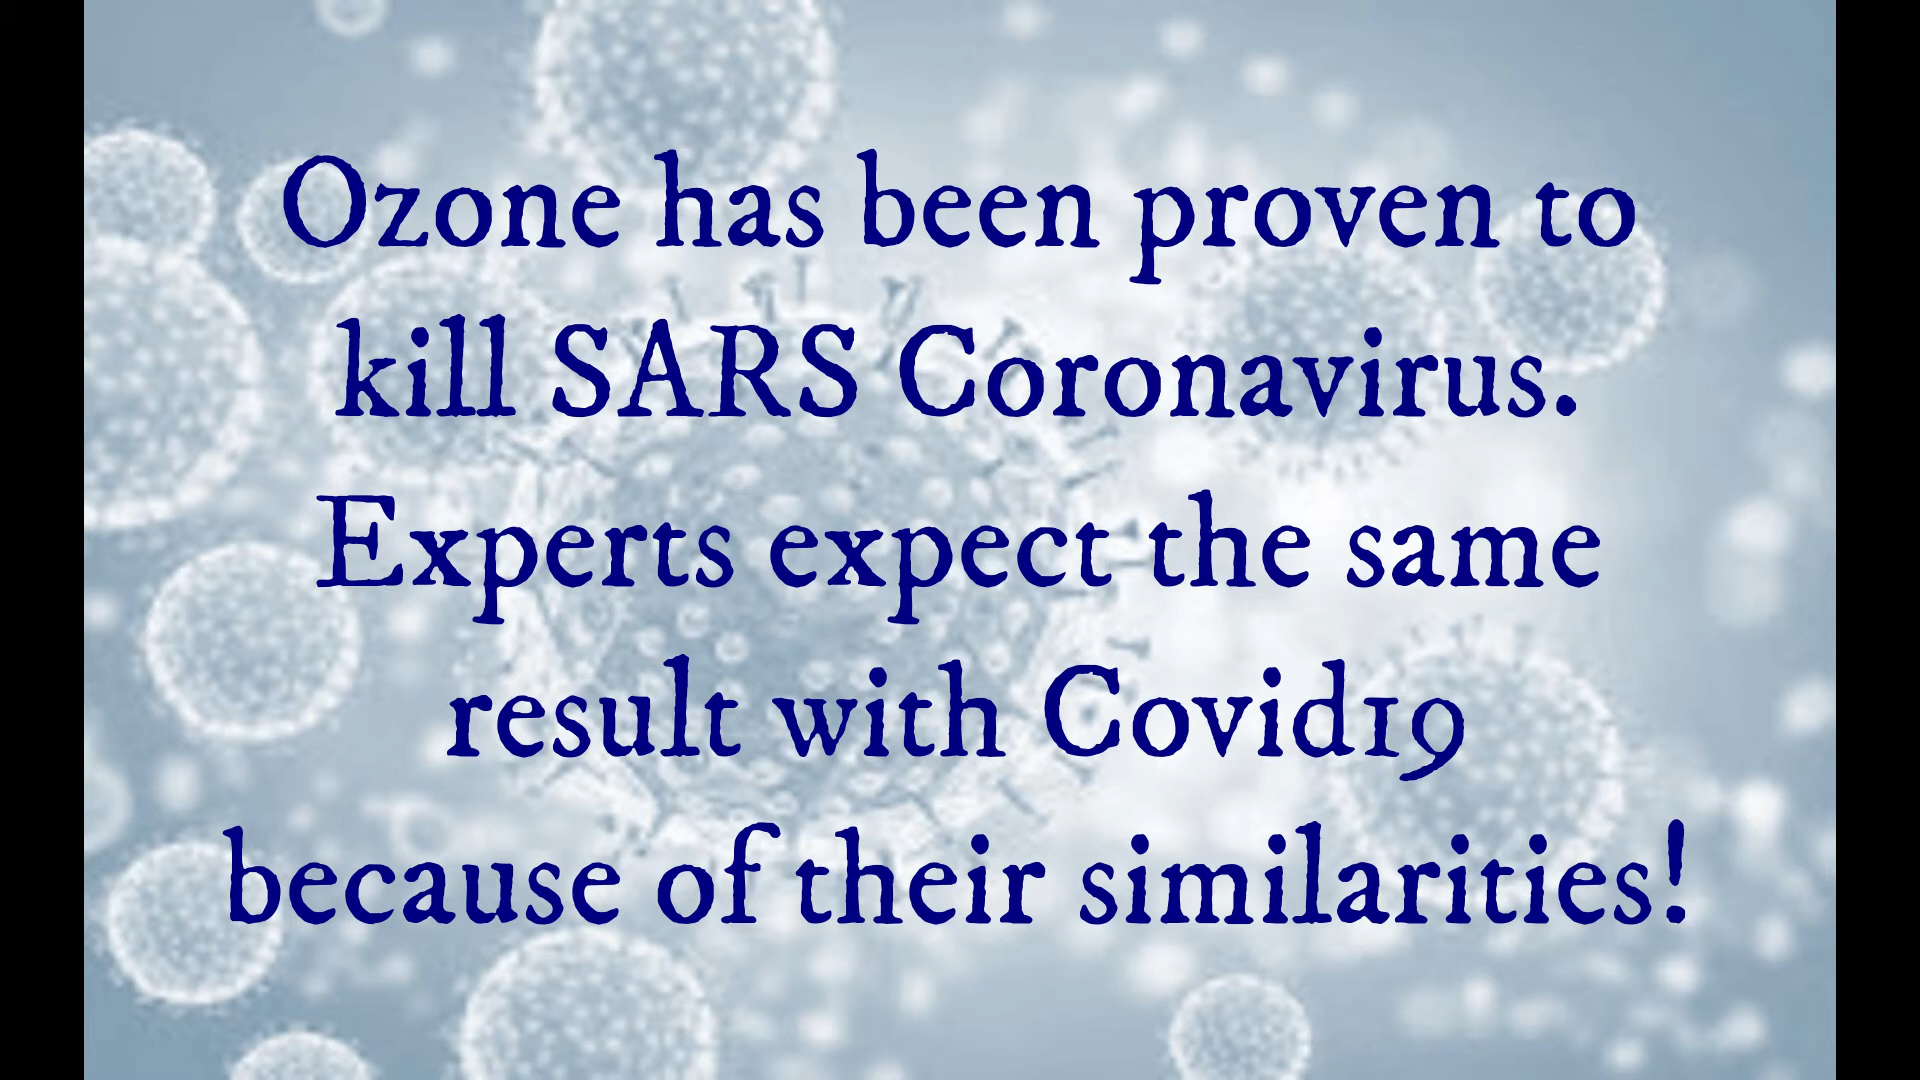 Ozone has been proven to
kill SARS Coronavirus.
Experts expect the same
result with Covid19
because of their similarities!